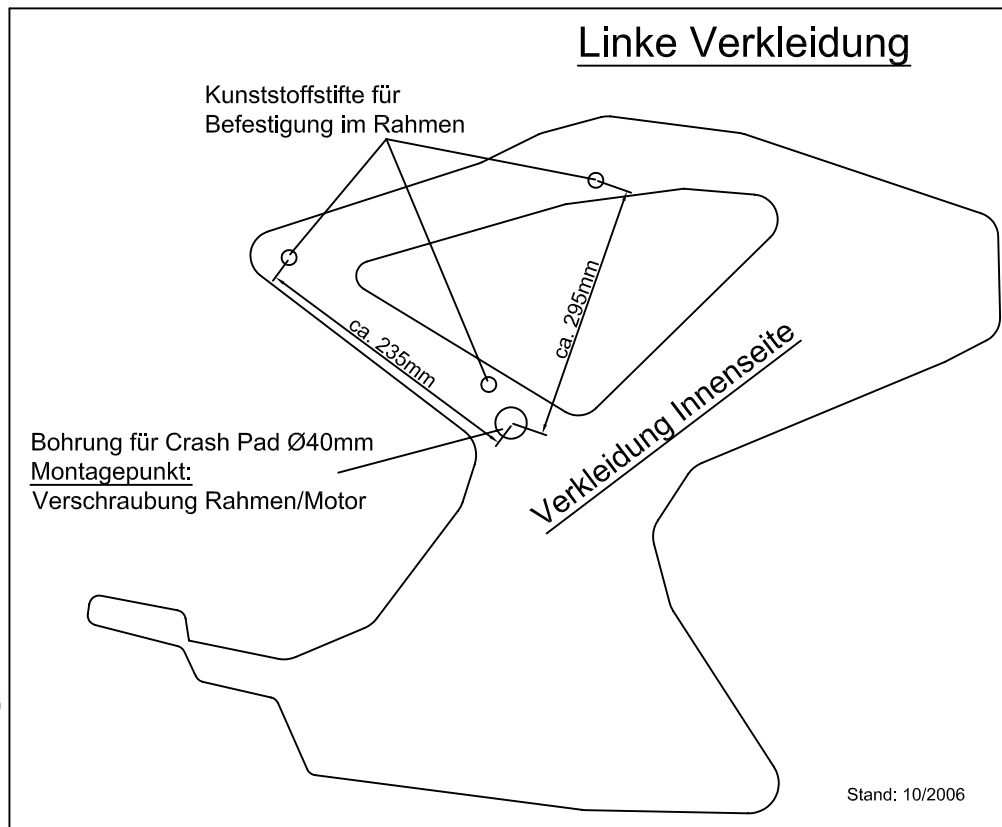 Linke Verkleidung
Kunststoffstifte für
Befestigung im Rahmen
ca. 295mm
ca. 235mm
Verkleidung Innenseite
Bohrung für Crash Pad Ø40mm
Montagepunkt:
Verschraubung Rahmen/Motor
Stand: 10/2006